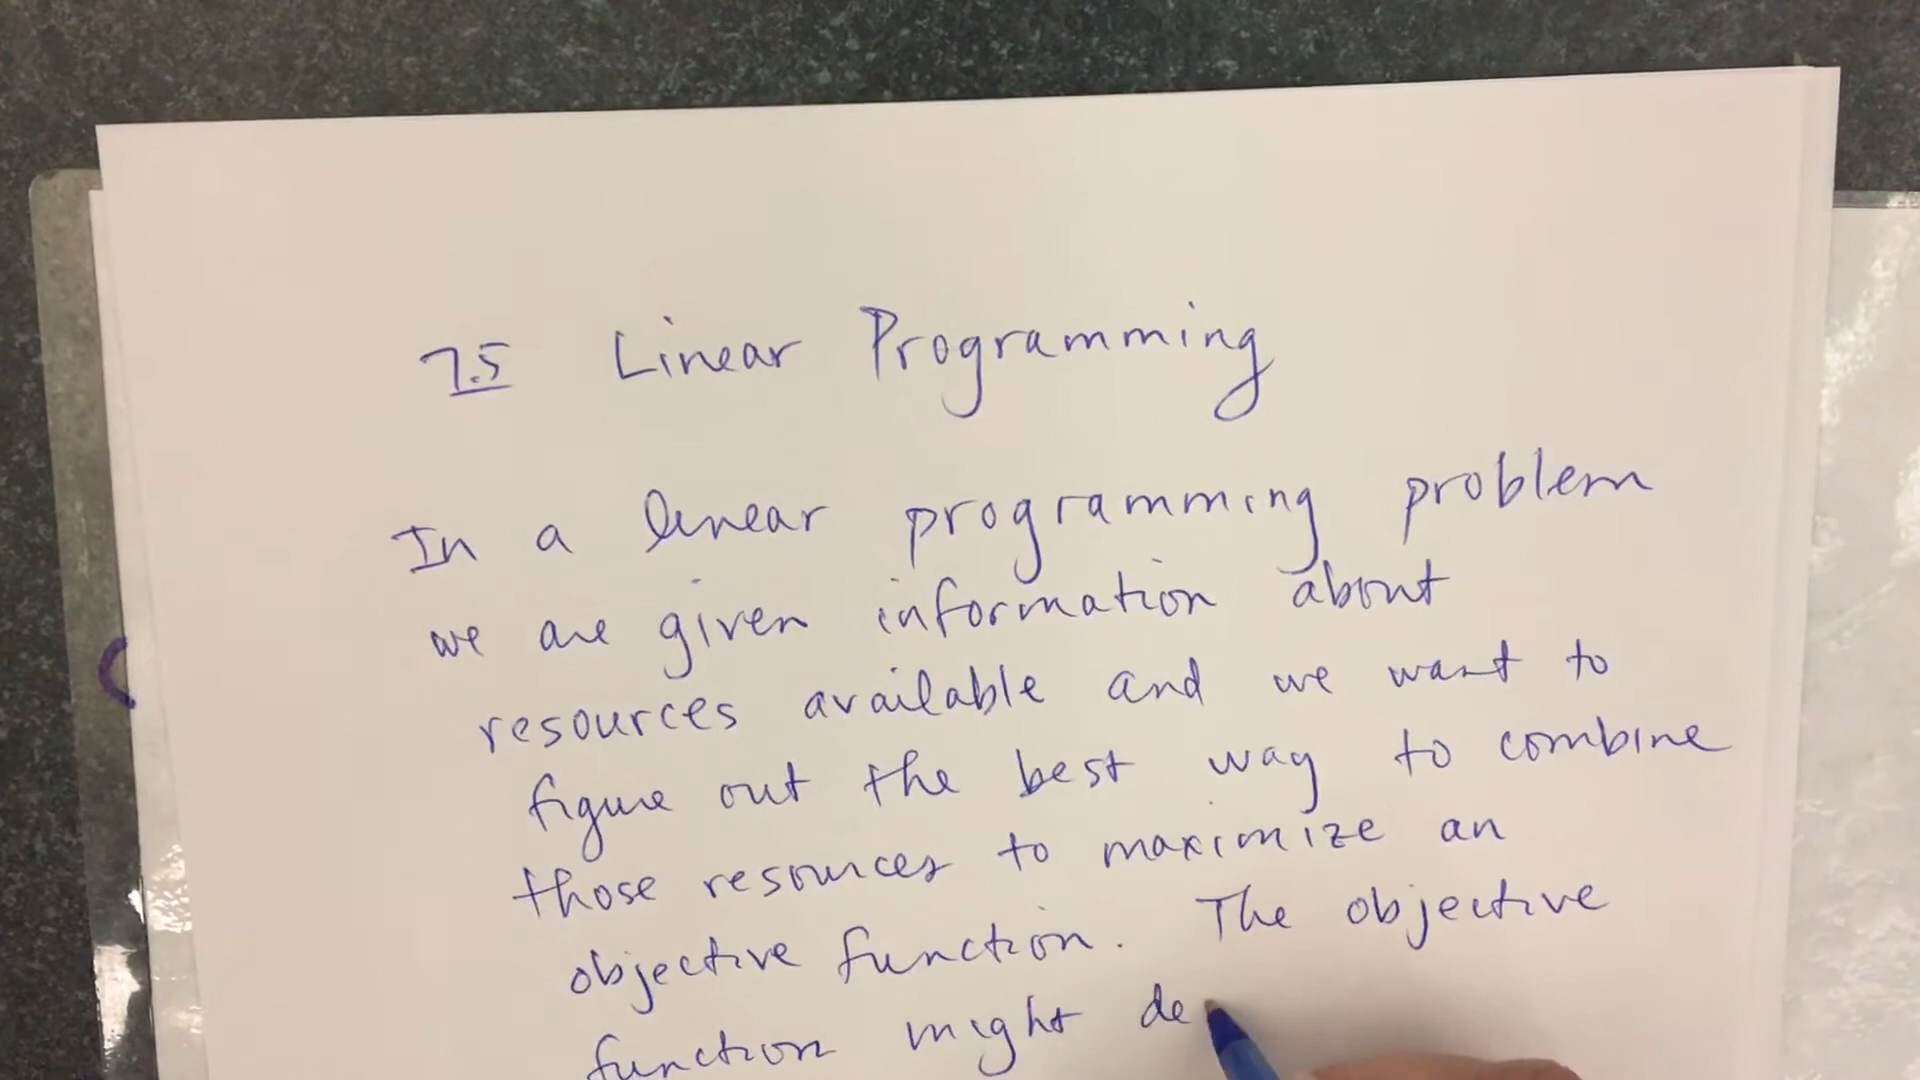 7.5 Linear Programming
In a linear programming problem
we are given information about
resources available and we want to
figure out the best way to combine
those resources to maximize an
objective function. The objective
function might de